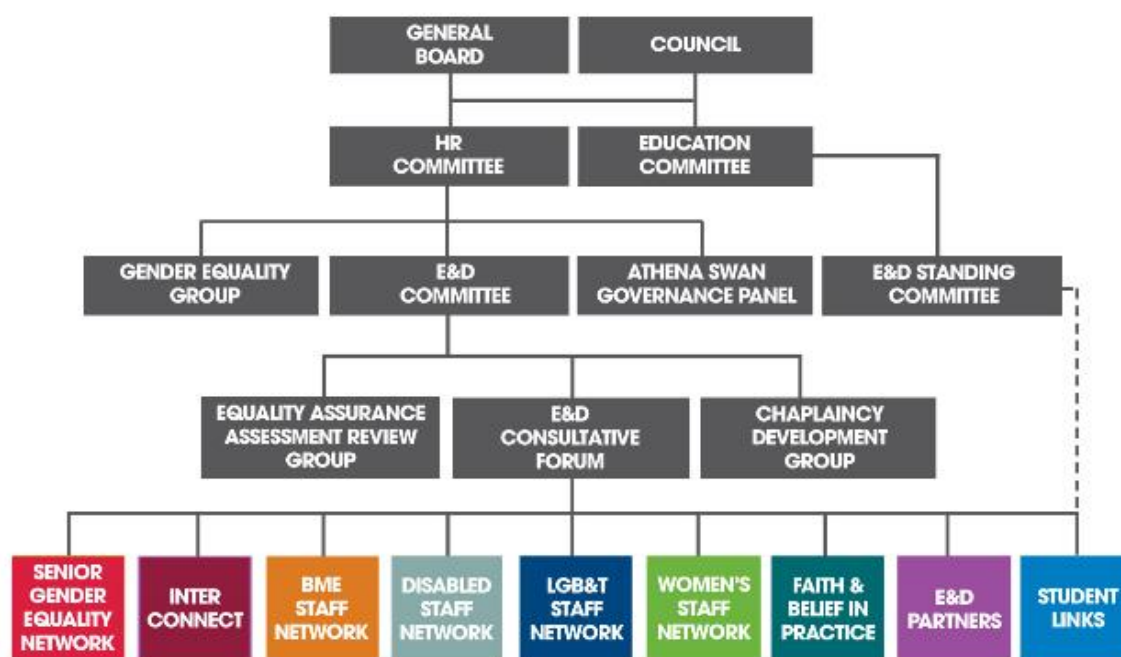 GENERAL
BOARD
COUNCIL
HR
COMMITTEE
EDUCATION
COMMITTEE
GENDER EQUALITY
GROUP
E&D
COMMITTEE
ATHENA SWAN
GOVERNANCE PANEL
E&D STANDING
COMMITTEE
EQUALITY ASSURANCE
ASSESSMENT REVIEW
GROUP
E&D
CONSULTATIVE
FORUM
CHAPLAINCY
DEVELOPMENT
GROUP
SENIOR
GENDER
EQUALITY
NETWORK
INTER
CONNECT
BME
STAFF
NETWORK
DISABLED
STAFF
NETWORK
LGB&T
STAFF
NETWORK
WOMEN'S
STAFF
NETWORK
FAITH &
BELIEF IN
PRACTICE
E&D
PARTNERS
STUDENT
LINKS